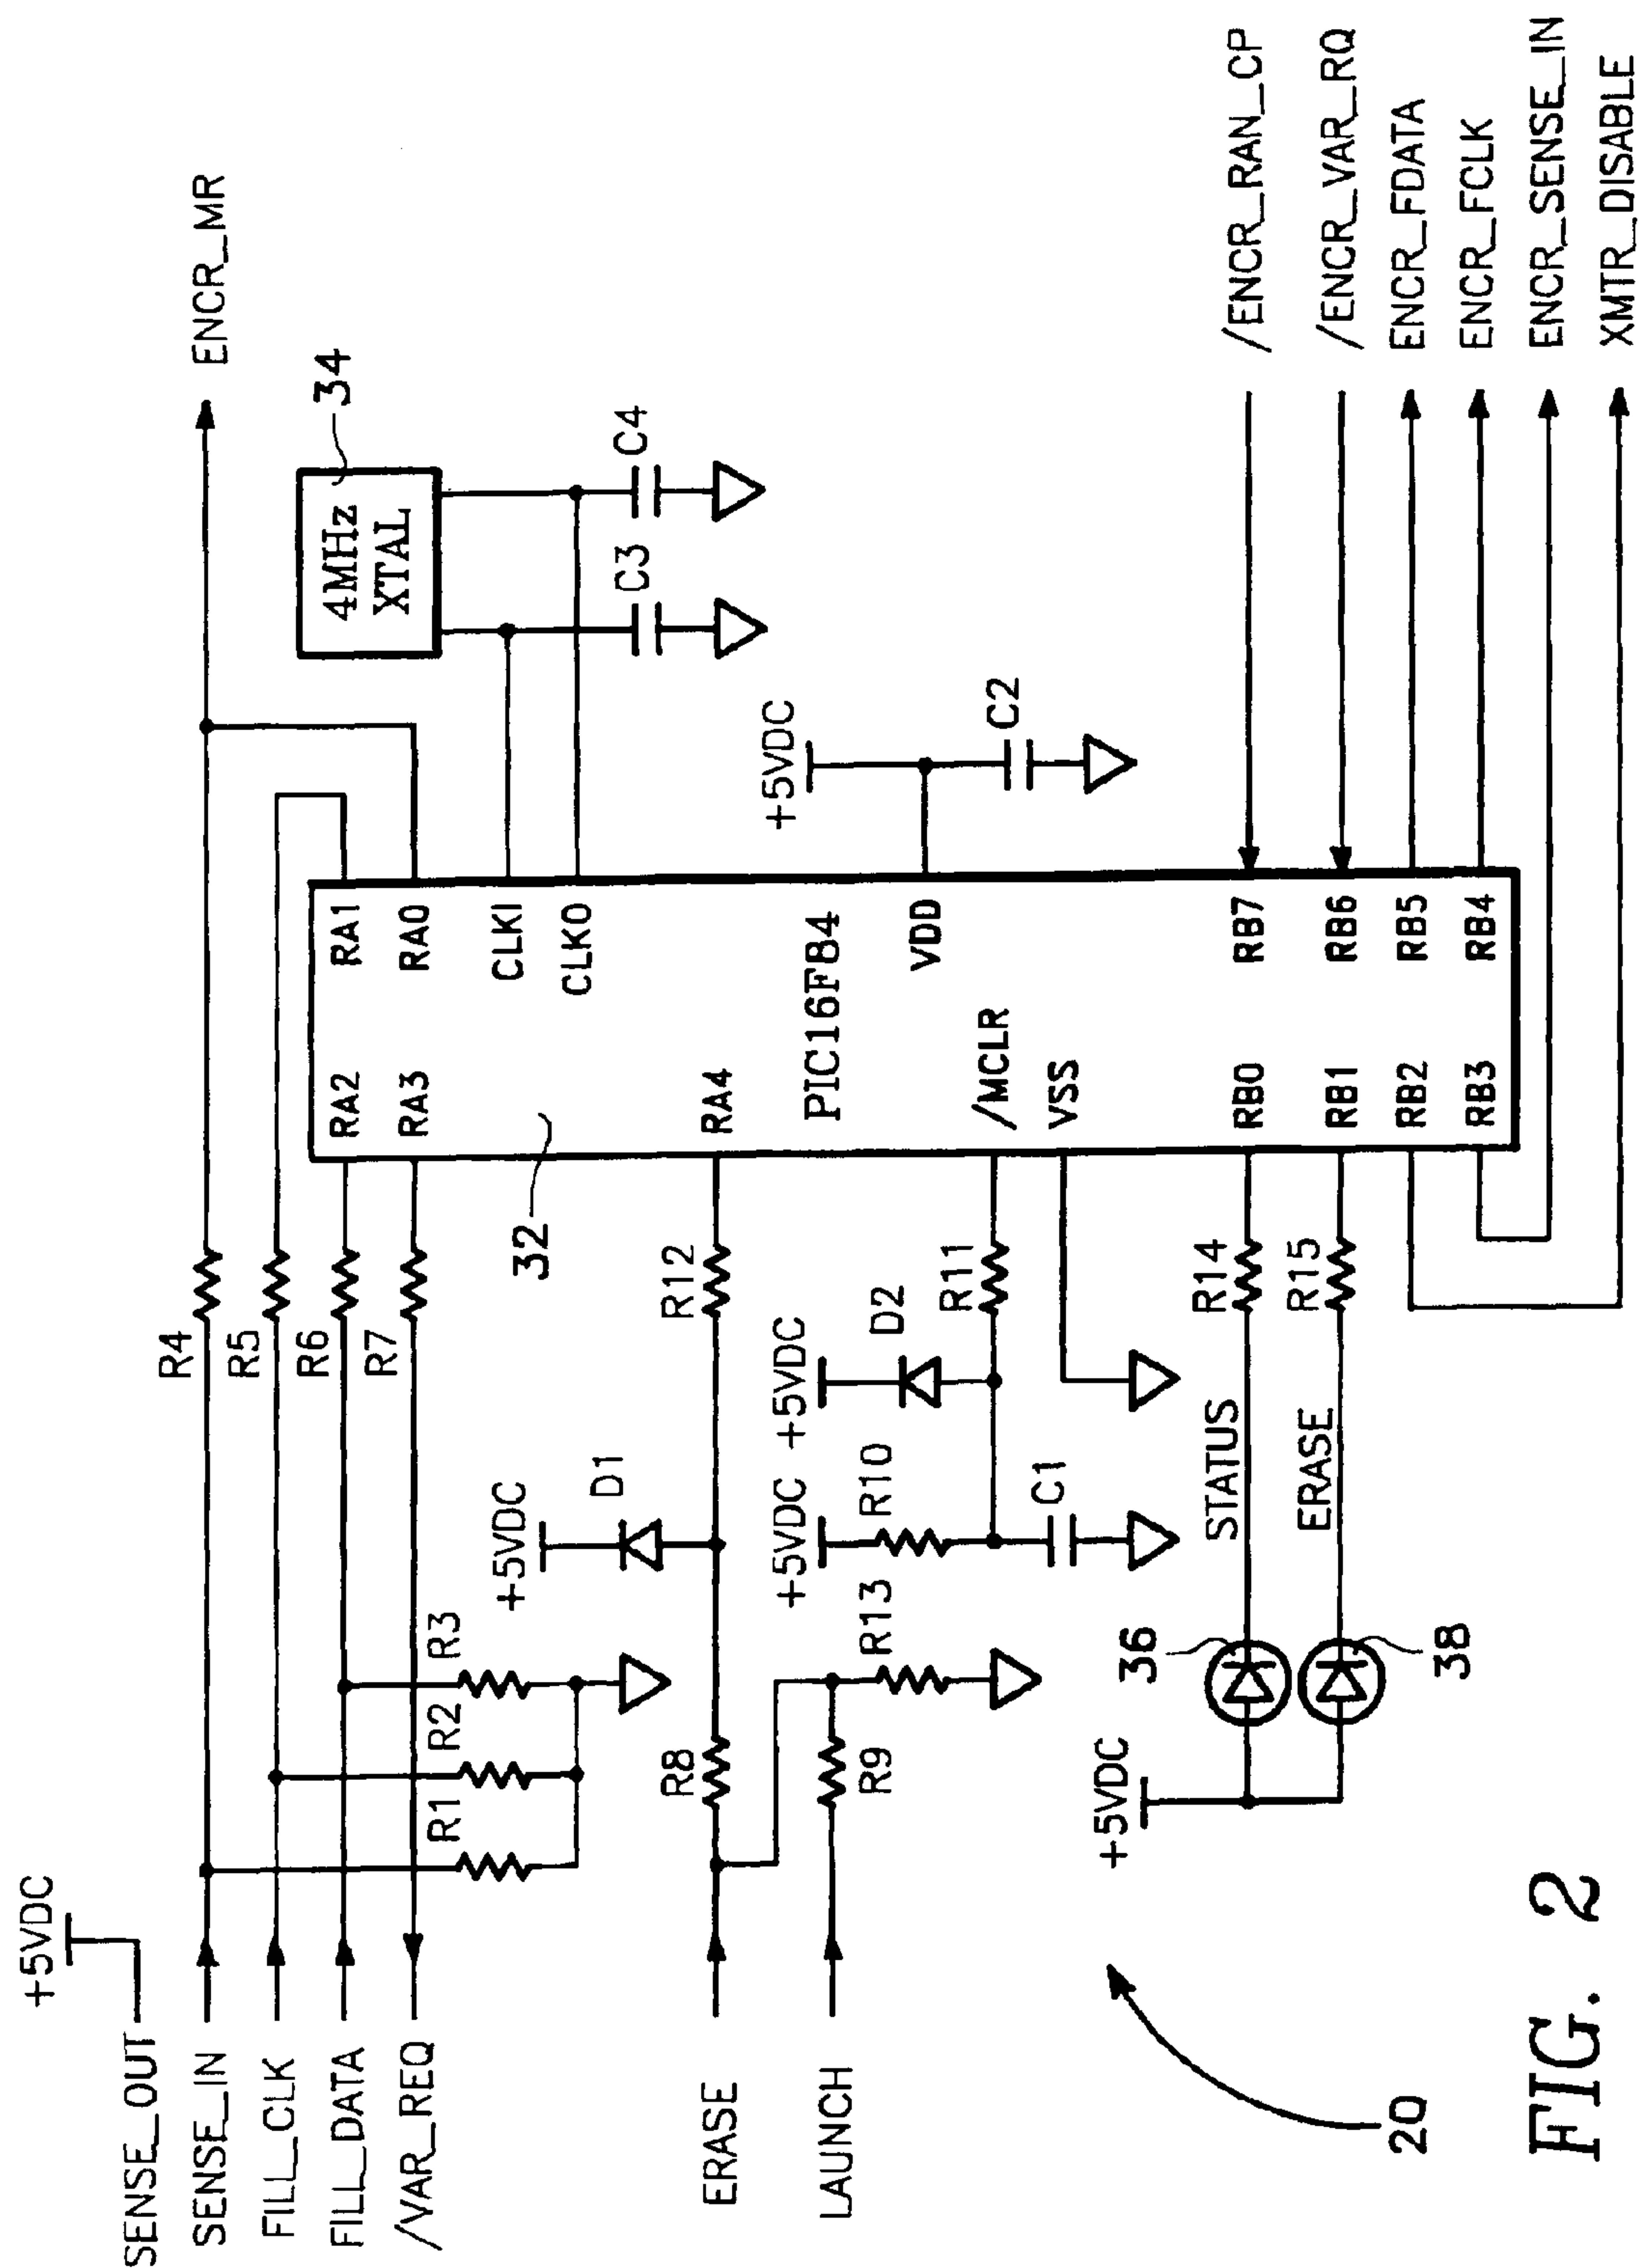 +5VDC
SENSE_OUT
SENSE_IN
FILL_CLK
FILL_DATA
/VAR_REQ
ERASE
LAUNCH
R4
R5
R6
R7
R1
R2
R3
+5VDC
D1
R8
R12
R9
R13
+5VDC
R10
+5VDC
D2
R11
C1
+5VDC
36
38
STATUS
ERASE
R14
R15
32
RA2
RA3
RA4
/MCLR
VSS
RB0
RB1
RB2
RB3
PIC16F84
RA1
RA0
CLKI
CLKO
VDD
RB7
RB6
RB5
RB4
+5VDC
C2
4MHz
XTAL
34
C3
C4
ENCR_MR
/ENCR_RAN_CP
/ENCR_VAR_RQ
ENCR_FDATA
ENCR_FCLK
ENCR_SENSE_IN
XMTR_DISABLE
20
FIG. 2